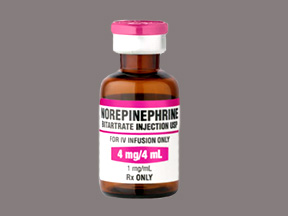 NOREPINEPHRINE
BITARTRATE INJECTION USP
FOR IV INFUSION ONLY
4 mg/4 mL
1 mg/mL
Rx ONLY